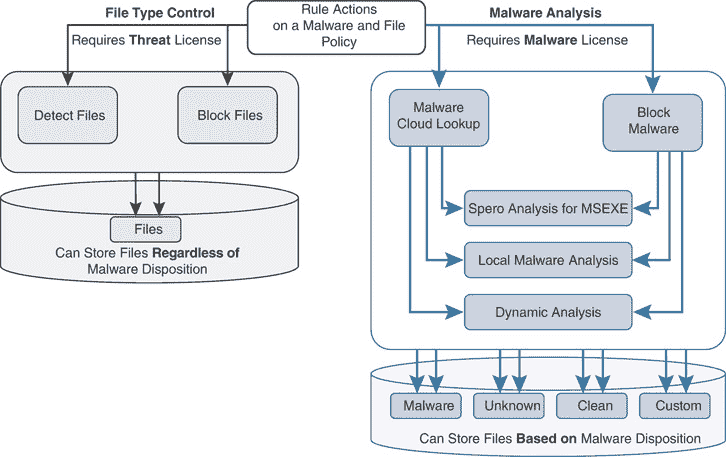 File Type Control
Rule Actions
on a Malware and File
Policy
Malware Analysis
Requires Threat License
Requires Malware License
Detect Files
Block Files
Malware
Cloud Lookup
Block
Malware
Spero Analysis for MSEXE
Local Malware Analysis
Dynamic Analysis
Files
Can Store Files Regardless of
Malware Disposition
Malware
Unknown
Clean
Custom
Can Store Files Based on Malware Disposition